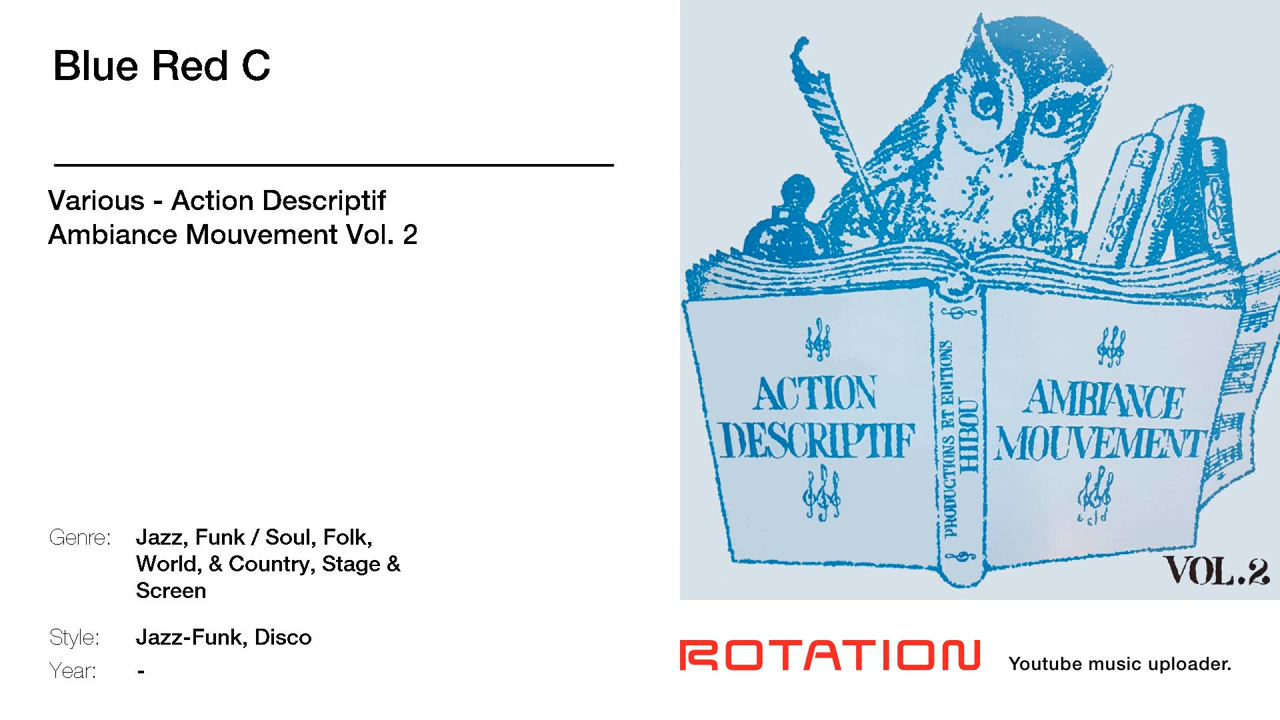 Blue Red C
Various - Action Descriptif
Ambiance Mouvement Vol. 2
Genre: Jazz, Funk / Soul, Folk,
World, & Country, Stage &
Screen
Style: Jazz-Funk, Disco
Year: -
ACTION
DESCRIPTIF
PRODUCTIONS ET EDITIONS
HIBOU
AMBIANCE
MOUVEMENT
VOL.2
ROTATION
Youtube music uploader.